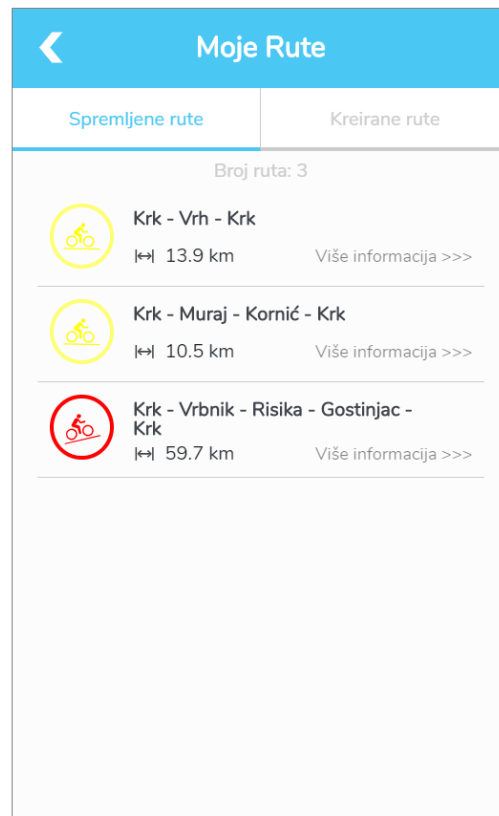 Moje Rute
Spremljene rute
Kreirane rute
Broj ruta: 3
Krk - Vrh - Krk
13.9 km
Više informacija >>>
Krk - Muraj - Kornić - Krk
10.5 km
Više informacija >>>
Krk - Vrbnik - Risika - Gostinjac -
Krk
59.7 km
Više informacija >>>